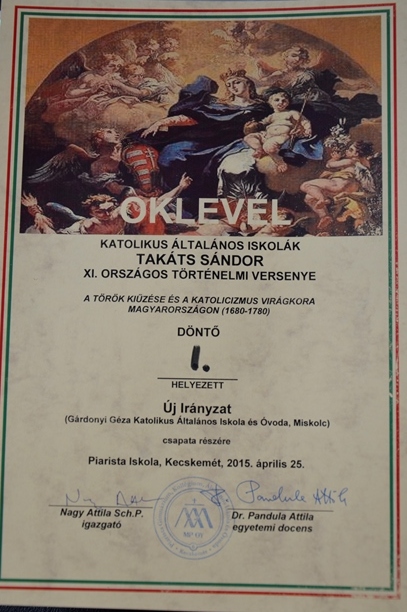 OKLEVÉL
KATOLIKUS ÁLTALÁNOS ISKOLÁK
TAKÁTS SÁNDOR
XI. ORSZÁGOS TÖRTÉNELMI VERSENYE
A TÖRÖK KIŰZÉSE ÉS A KATOLICIZMUS VIRÁGKORA
MAGYARORSZÁGON (1680-1780)
DÖNTŐ
I.
HELYEZETT
Új Irányzat
(Gárdonyi Géza Katolikus Általános Iskola és Óvoda, Miskolc)
csapata részére
Piarista Iskola, Kecskemét, 2015. április 25.
Pandula Attila
Nagy Attila Sch.P.
igazgató
Dr. Pandula Attila
egyetemi docens